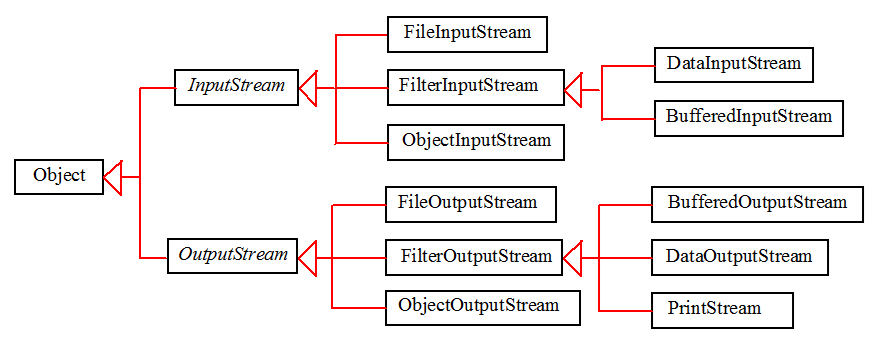 Object
InputStream
FileInputStream
FilterInputStream
ObjectInputStream
DataInputStream
BufferedInputStream
OutputStream
FileOutputStream
FilterOutputStream
ObjectOutputStream
BufferedOutputStream
DataOutputStream
PrintStream